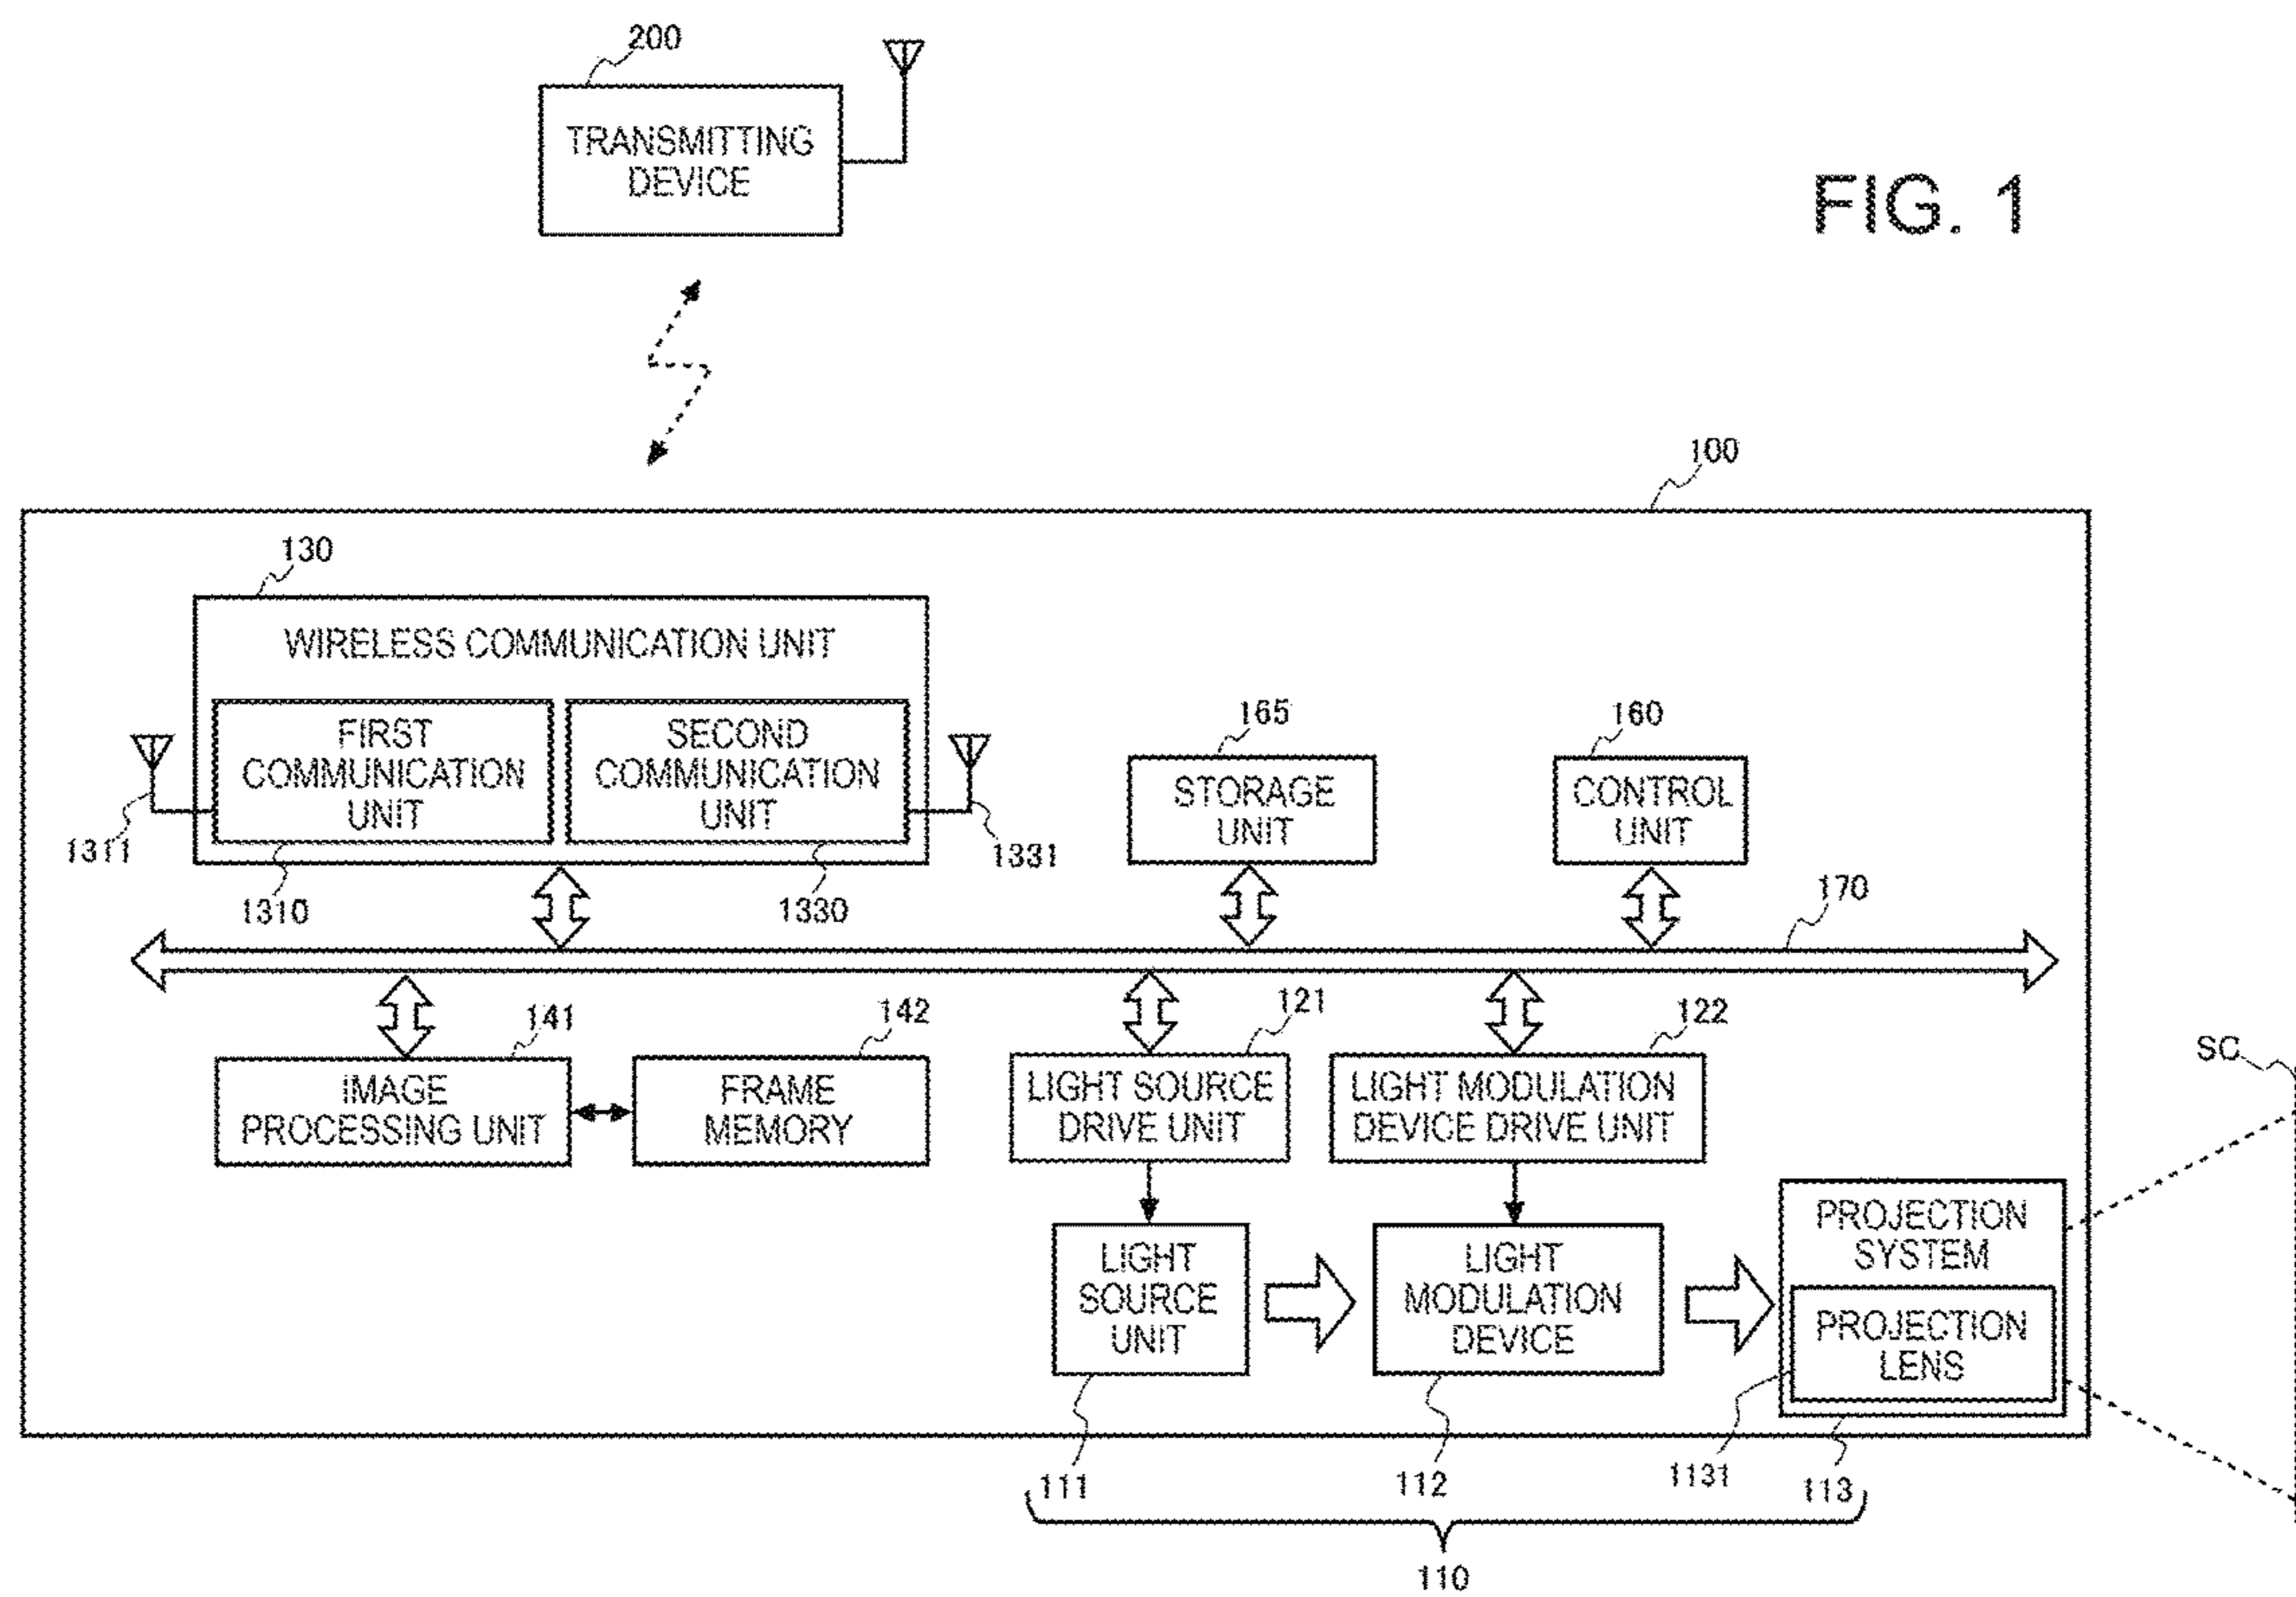 200
TRANSMITTING
DEVICE
FIG. 1
100
130
WIRELESS COMMUNICATION UNIT
FIRST
COMMUNICATION
UNIT
SECOND
COMMUNICATION
UNIT
1311
1310
1330
1331
165
STORAGE
UNIT
160
CONTROL
UNIT
170
141
IMAGE
PROCESSING UNIT
142
FRAME
MEMORY
121
LIGHT SOURCE
DRIVE UNIT
122
LIGHT MODULATION
DEVICE DRIVE UNIT
SC
LIGHT
SOURCE
UNIT
LIGHT
MODULATION
DEVICE
PROJECTION
SYSTEM
PROJECTION
LENS
111
112
1131
113
110